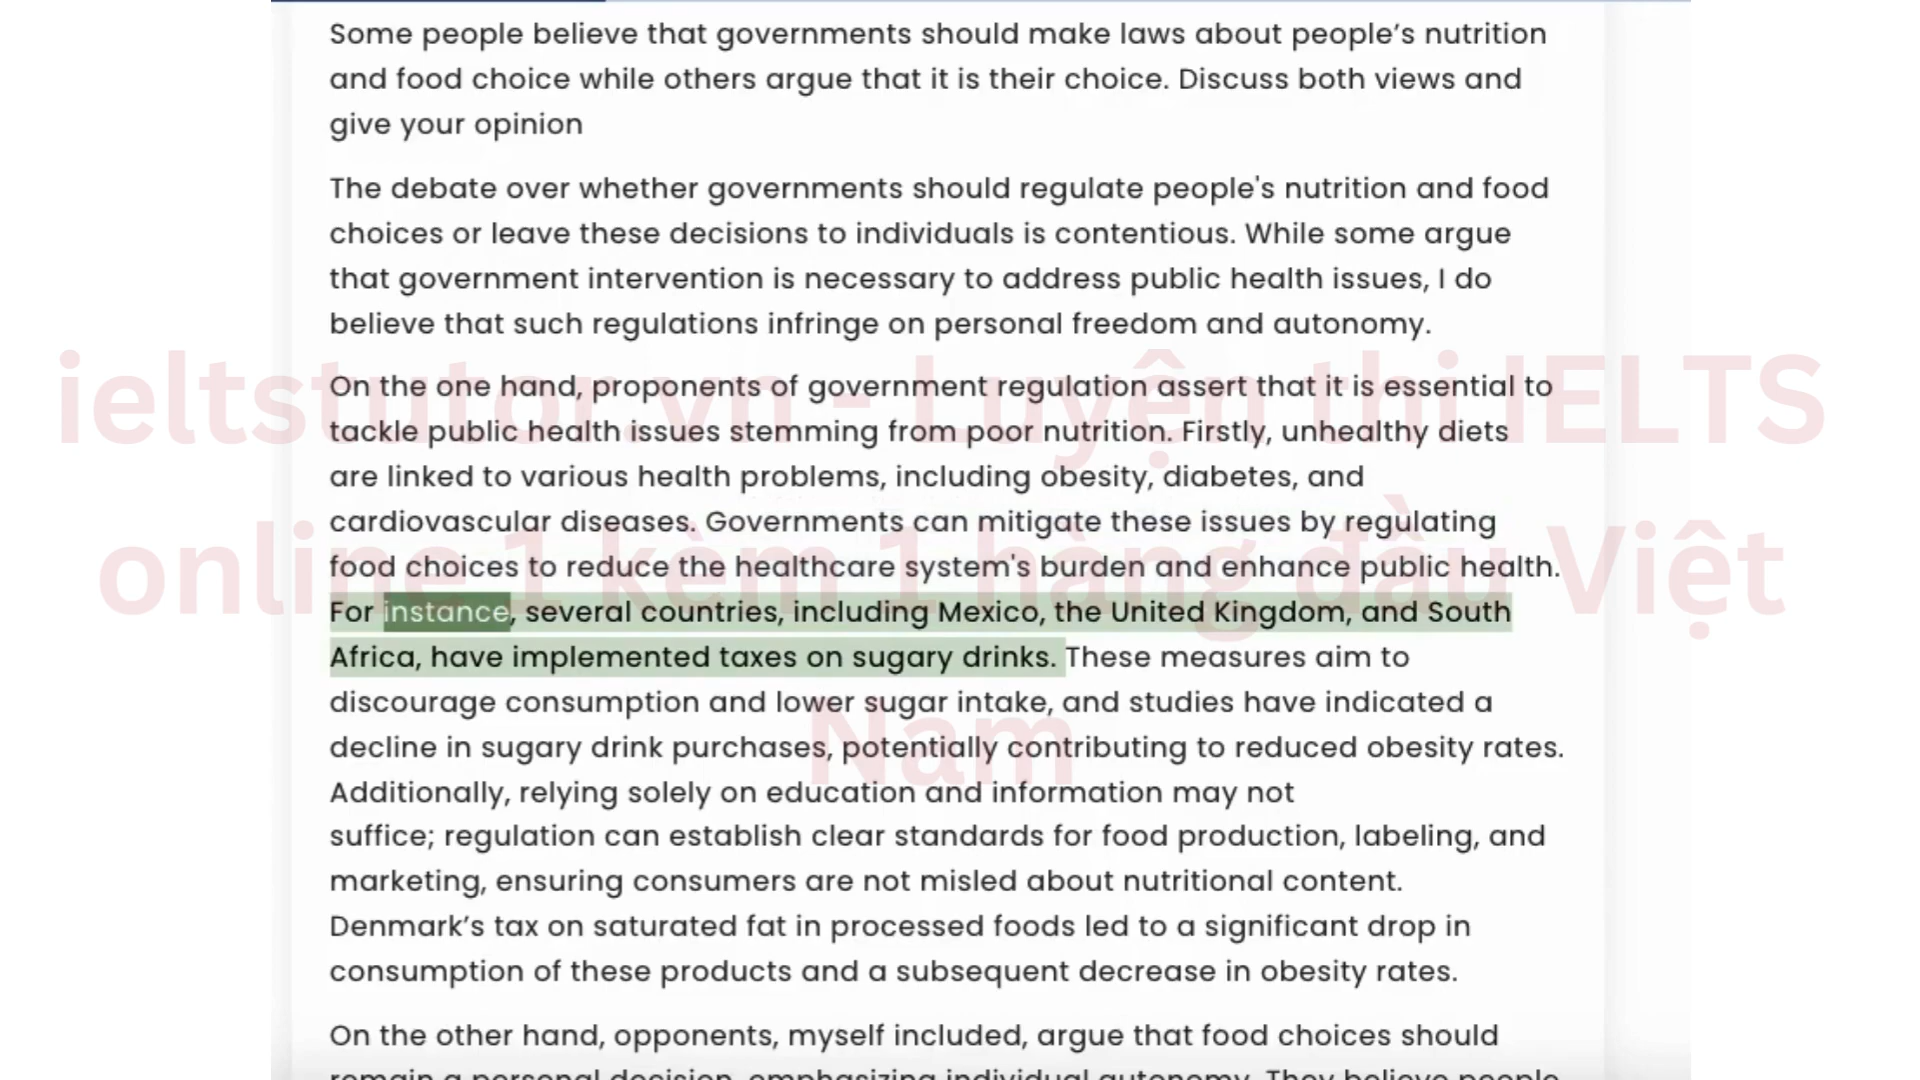 Some people believe that governments should make laws about people’s nutrition
and food choice while others argue that it is their choice. Discuss both views and
give your opinion
The debate over whether governments should regulate people's nutrition and food
choices or leave these decisions to individuals is contentious. While some argue
that government intervention is necessary to address public health issues, I do
believe that such regulations infringe on personal freedom and autonomy.
On the one hand, proponents of government regulation assert that it is essential to
tackle public health issues stemming from poor nutrition. Firstly, unhealthy diets
are linked to various health problems, including obesity, diabetes, and
cardiovascular diseases. Governments can mitigate these issues by regulating
food choices to reduce the healthcare system's burden and enhance public health.
For instance, several countries, including Mexico, the United Kingdom, and South
Africa, have implemented taxes on sugary drinks. These measures aim to
discourage consumption and lower sugar intake, and studies have indicated a
decline in sugary drink purchases, potentially contributing to reduced obesity rates.
Additionally, relying solely on education and information may not
suffice; regulation can establish clear standards for food production, labeling, and
marketing, ensuring consumers are not misled about nutritional content.
Denmark’s tax on saturated fat in processed foods led to a significant drop in
consumption of these products and a subsequent decrease in obesity rates.
On the other hand, opponents, myself included, argue that food choices should
remain a personal decision, emphasizing individual autonomy. They believe people
ieltstutor.vn - Luyện thi IELTS
online 1 kèm 1 hàng đầu Việt
Nam